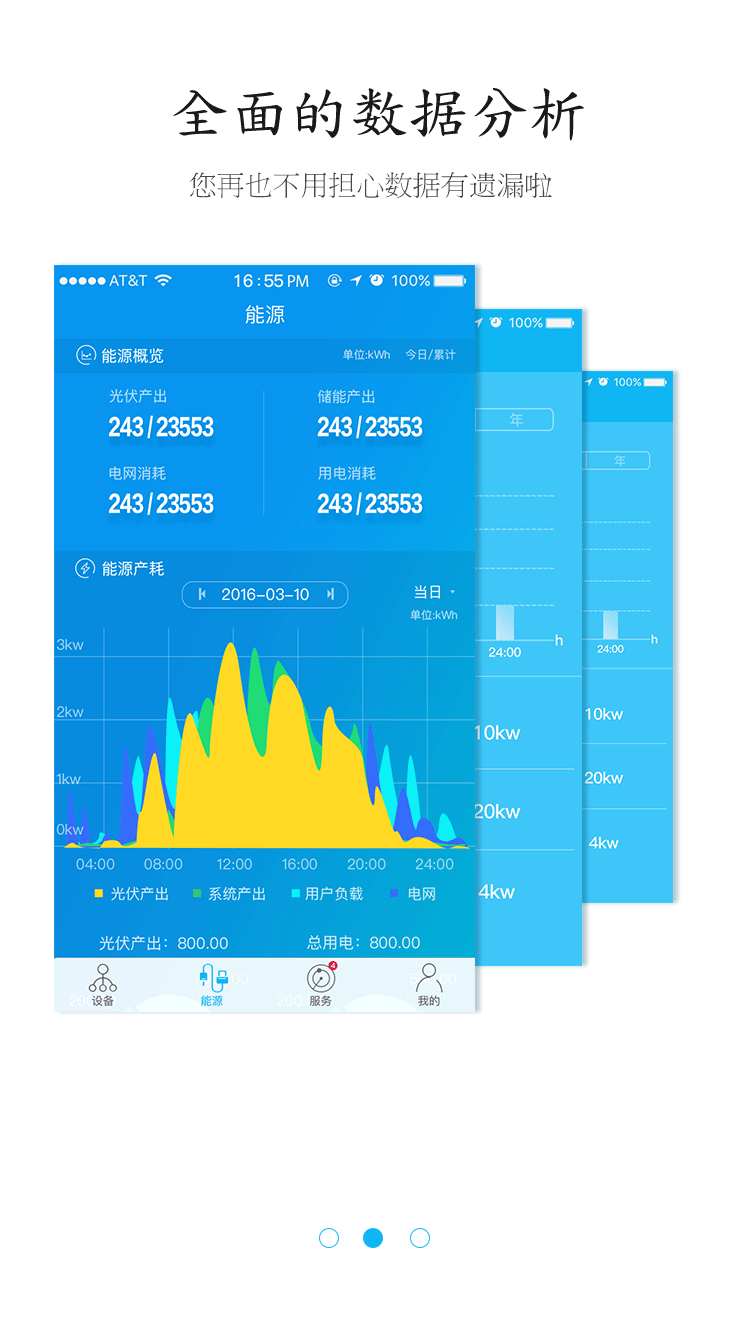 全面的数据分析
您再也不用担心数据有遗漏啦
AT&T 16:55 PM 100%
能源
能源概览 单位:kWh 今日/累计
光伏产出 储能产出
243/23553 243/23553
电网消耗 用电消耗
243/23553 243/23553
能源产耗
2016-03-10 当日
单位:kWh
3kw
2kw
1kw
0kw
04:00 08:00 12:00 16:00 20:00 24:00
光伏产出 系统产出 用户负载 电网
光伏产出：800.00 总用电：800.00
设备 能源 服务 4 我的
100%
年
h
24:00
10kw
20kw
4kw
100%
年
h
24:00
10kw
20kw
4kw